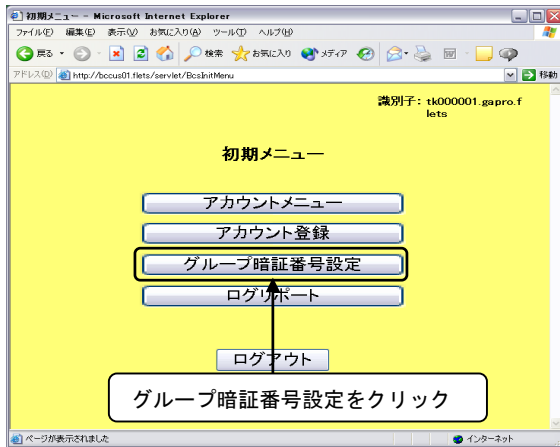 初期メニュー - Microsoft Internet Explorer
ファイル(F) 編集(E) 表示(V) お気に入り(A) ツール(T) ヘルプ(H)
戻る 検索 お気に入り メディア
アドレス(D) http://bccus01.flets/servlet/BcsInitMenu 移動
識別子: tk000001.gapro.f
lets
初期メニュー
アカウントメニュー
アカウント登録
グループ暗証番号設定
ログリポート
ログアウト
グループ暗証番号設定をクリック
ページが表示されました インターネット